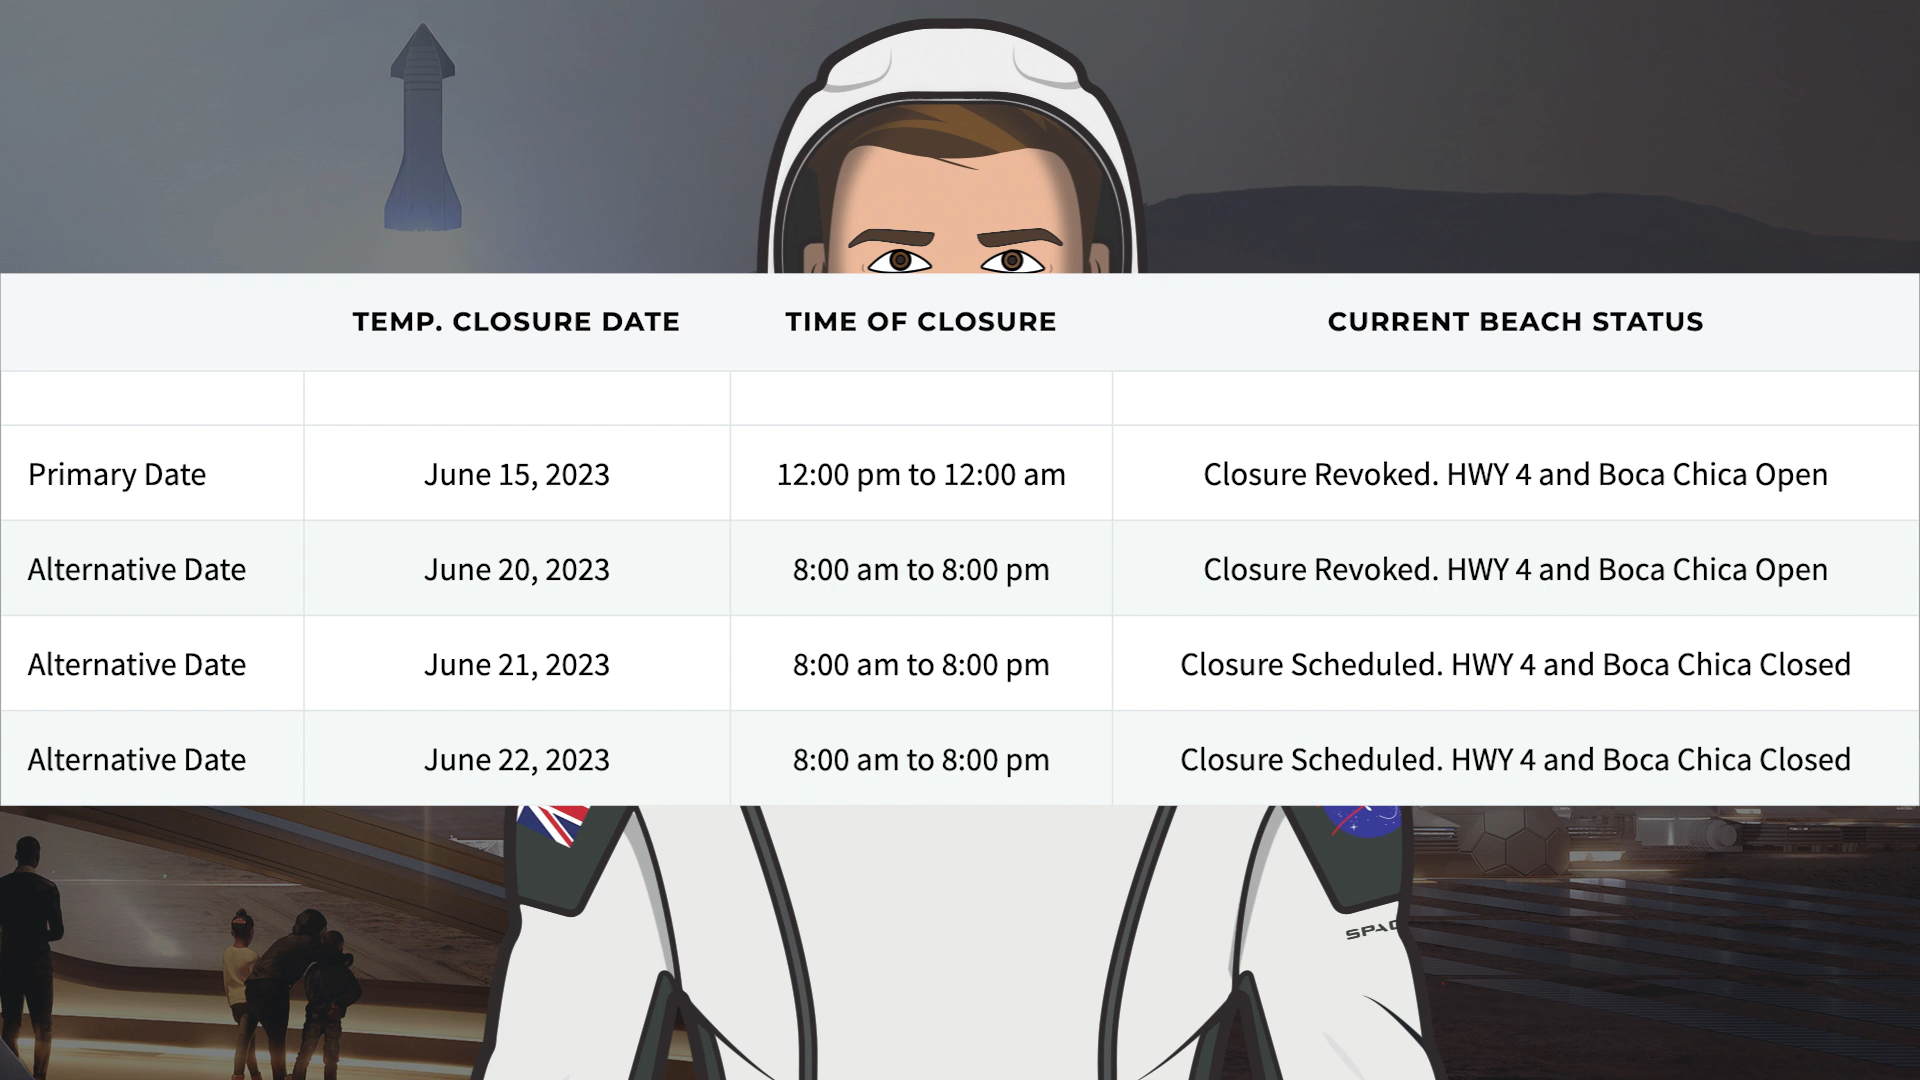 TEMP. CLOSURE DATE TIME OF CLOSURE CURRENT BEACH STATUS
Primary Date June 15, 2023 12:00 pm to 12:00 am Closure Revoked. HWY 4 and Boca Chica Open
Alternative Date June 20, 2023 8:00 am to 8:00 pm Closure Revoked. HWY 4 and Boca Chica Open
Alternative Date June 21, 2023 8:00 am to 8:00 pm Closure Scheduled. HWY 4 and Boca Chica Closed
Alternative Date June 22, 2023 8:00 am to 8:00 pm Closure Scheduled. HWY 4 and Boca Chica Closed
SPAC